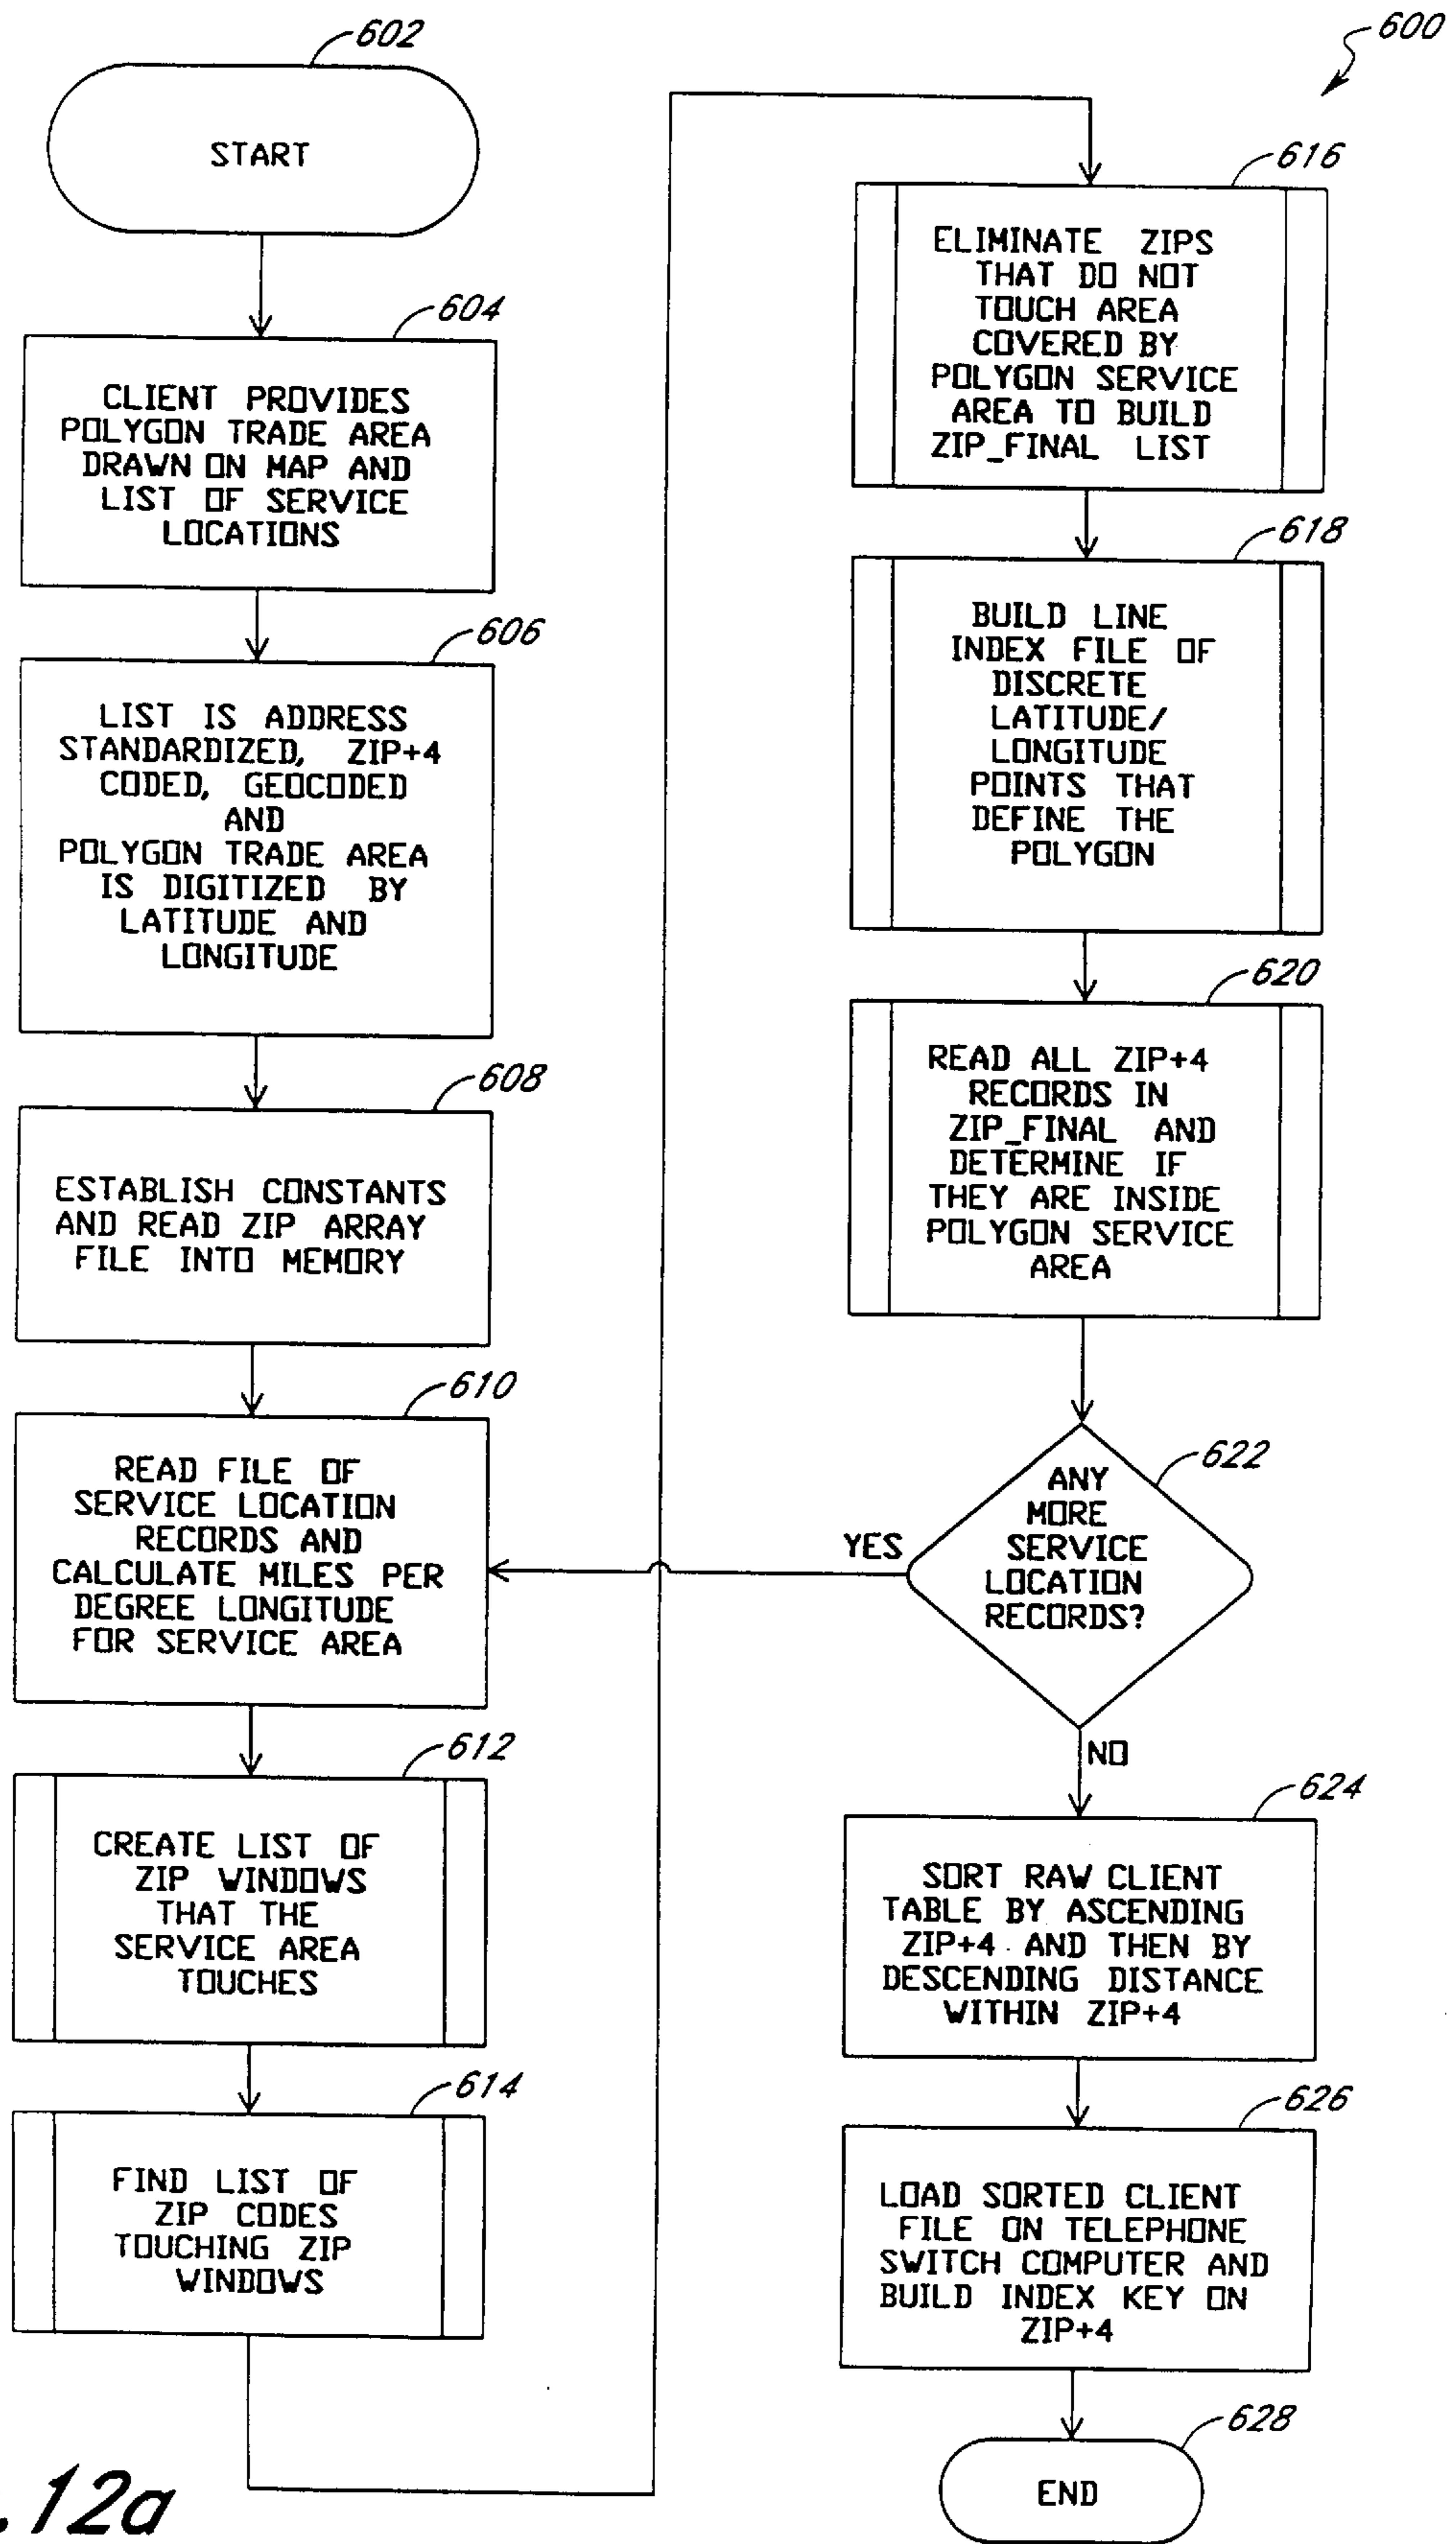 602
START
604
CLIENT PROVIDES
POLYGON TRADE AREA
DRAWN ON MAP AND
LIST OF SERVICE
LOCATIONS
606
LIST IS ADDRESS
STANDARDIZED, ZIP+4
CODED, GEOCODED
AND
POLYGON TRADE AREA
IS DIGITIZED BY
LATITUDE AND
LONGITUDE
608
ESTABLISH CONSTANTS
AND READ ZIP ARRAY
FILE INTO MEMORY
610
READ FILE OF
SERVICE LOCATION
RECORDS AND
CALCULATE MILES PER
DEGREE LONGITUDE
FOR SERVICE AREA
612
CREATE LIST OF
ZIP WINDOWS
THAT THE
SERVICE AREA
TOUCHES
614
FIND LIST OF
ZIP CODES
TOUCHING ZIP
WINDOWS
600
616
ELIMINATE ZIPS
THAT DO NOT
TOUCH AREA
COVERED BY
POLYGON SERVICE
AREA TO BUILD
ZIP_FINAL LIST
618
BUILD LINE
INDEX FILE OF
DISCRETE
LATITUDE/
LONGITUDE
POINTS THAT
DEFINE THE
POLYGON
620
READ ALL ZIP+4
RECORDS IN
ZIP_FINAL AND
DETERMINE IF
THEY ARE INSIDE
POLYGON SERVICE
AREA
622
ANY
MORE
SERVICE
LOCATION
RECORDS?
YES
NO
624
SORT RAW CLIENT
TABLE BY ASCENDING
ZIP+4 AND THEN BY
DESCENDING DISTANCE
WITHIN ZIP+4
626
LOAD SORTED CLIENT
FILE ON TELEPHONE
SWITCH COMPUTER AND
BUILD INDEX KEY ON
ZIP+4
628
END
. 12a